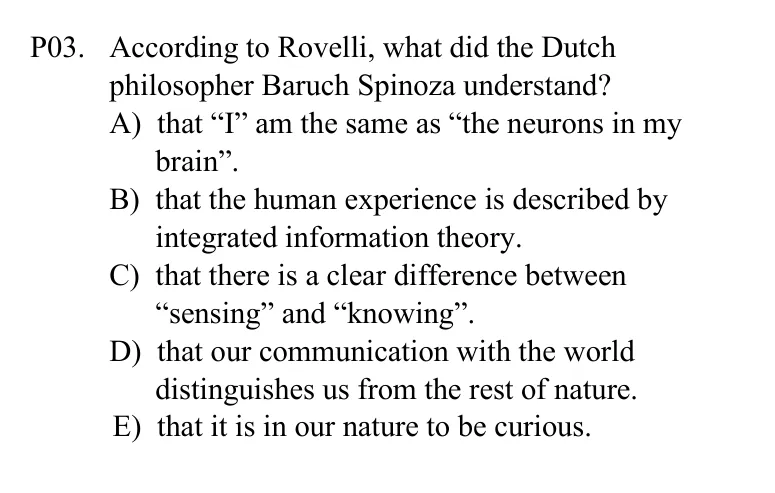 P03. According to Rovelli, what did the Dutch
philosopher Baruch Spinoza understand?
A) that “I” am the same as “the neurons in my
brain”.
B) that the human experience is described by
integrated information theory.
C) that there is a clear difference between
“sensing” and “knowing”.
D) that our communication with the world
distinguishes us from the rest of nature.
E) that it is in our nature to be curious.